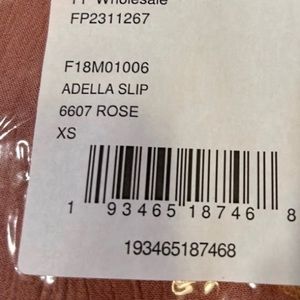 Wholesale
FP2311267
F18M01006
ADELLA SLIP
6607 ROSE
XS
1 93465 18746 8
193465187468